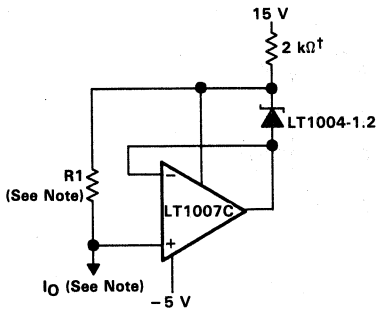 15 V
2 kΩ†
LT1004-1.2
R1
(See Note)
−
LT1007C
+
IO (See Note)
−5 V